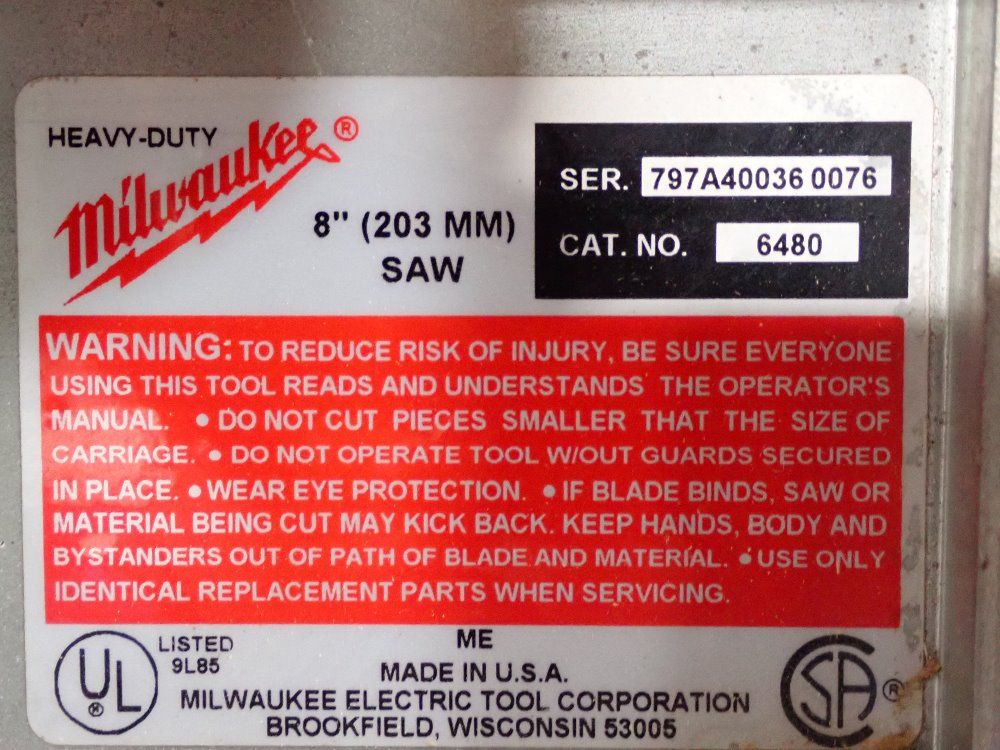 HEAVY-DUTY
Milwaukee®
8" (203 MM)
SAW
SER. 797A40036 0076
CAT. NO. 6480
WARNING: TO REDUCE RISK OF INJURY, BE SURE EVERYONE
USING THIS TOOL READS AND UNDERSTANDS THE OPERATOR'S
MANUAL. • DO NOT CUT PIECES SMALLER THAT THE SIZE OF
CARRIAGE. • DO NOT OPERATE TOOL W/OUT GUARDS SECURED
IN PLACE. • WEAR EYE PROTECTION. • IF BLADE BINDS, SAW OR
MATERIAL BEING CUT MAY KICK BACK. KEEP HANDS, BODY AND
BYSTANDERS OUT OF PATH OF BLADE AND MATERIAL. • USE ONLY
IDENTICAL REPLACEMENT PARTS WHEN SERVICING.
UL®
LISTED
9L85
ME
MADE IN U.S.A.
MILWAUKEE ELECTRIC TOOL CORPORATION
BROOKFIELD, WISCONSIN 53005
CSA®